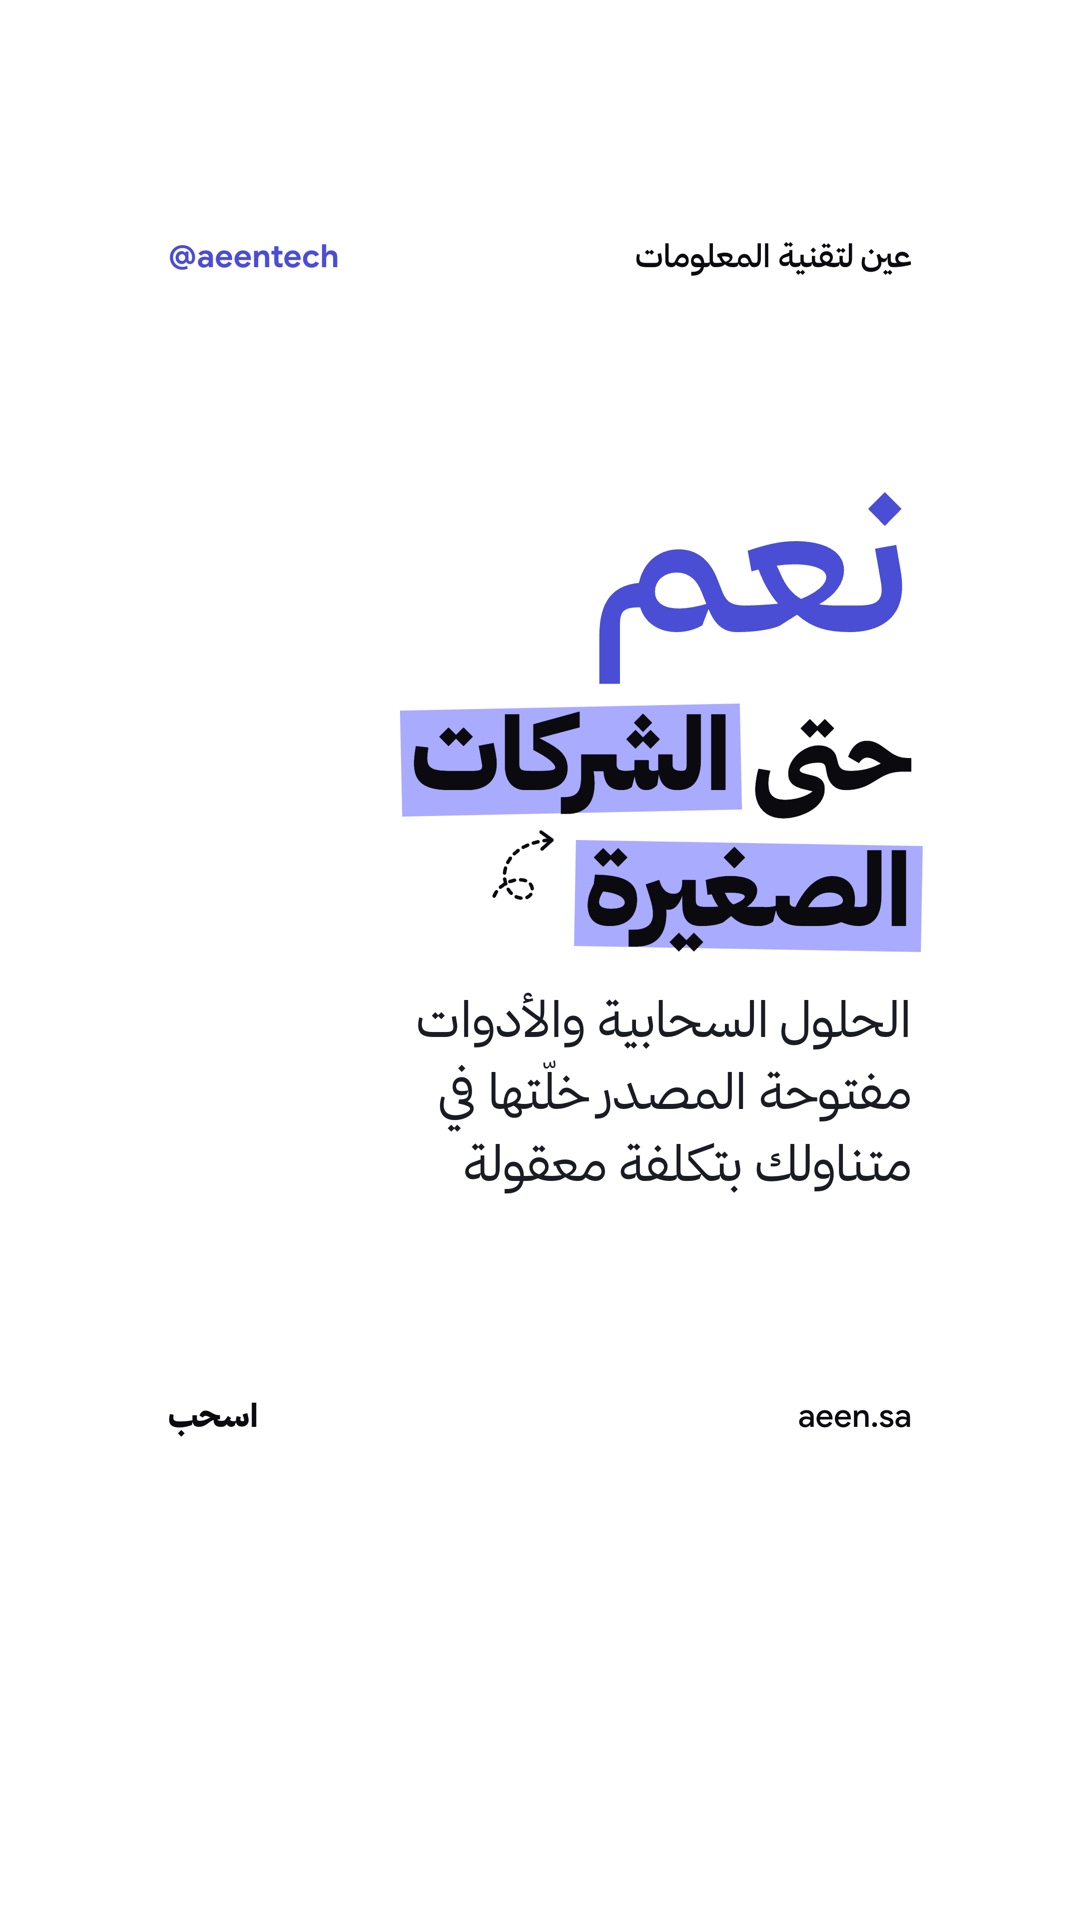 عين لتقنية المعلومات
@aeentech
نعم
حتى الشركات
الصغيرة
الحلول السحابية والأدوات
مفتوحة المصدر خلّتها في
متناولك بتكلفة معقولة
aeen.sa
اسحب